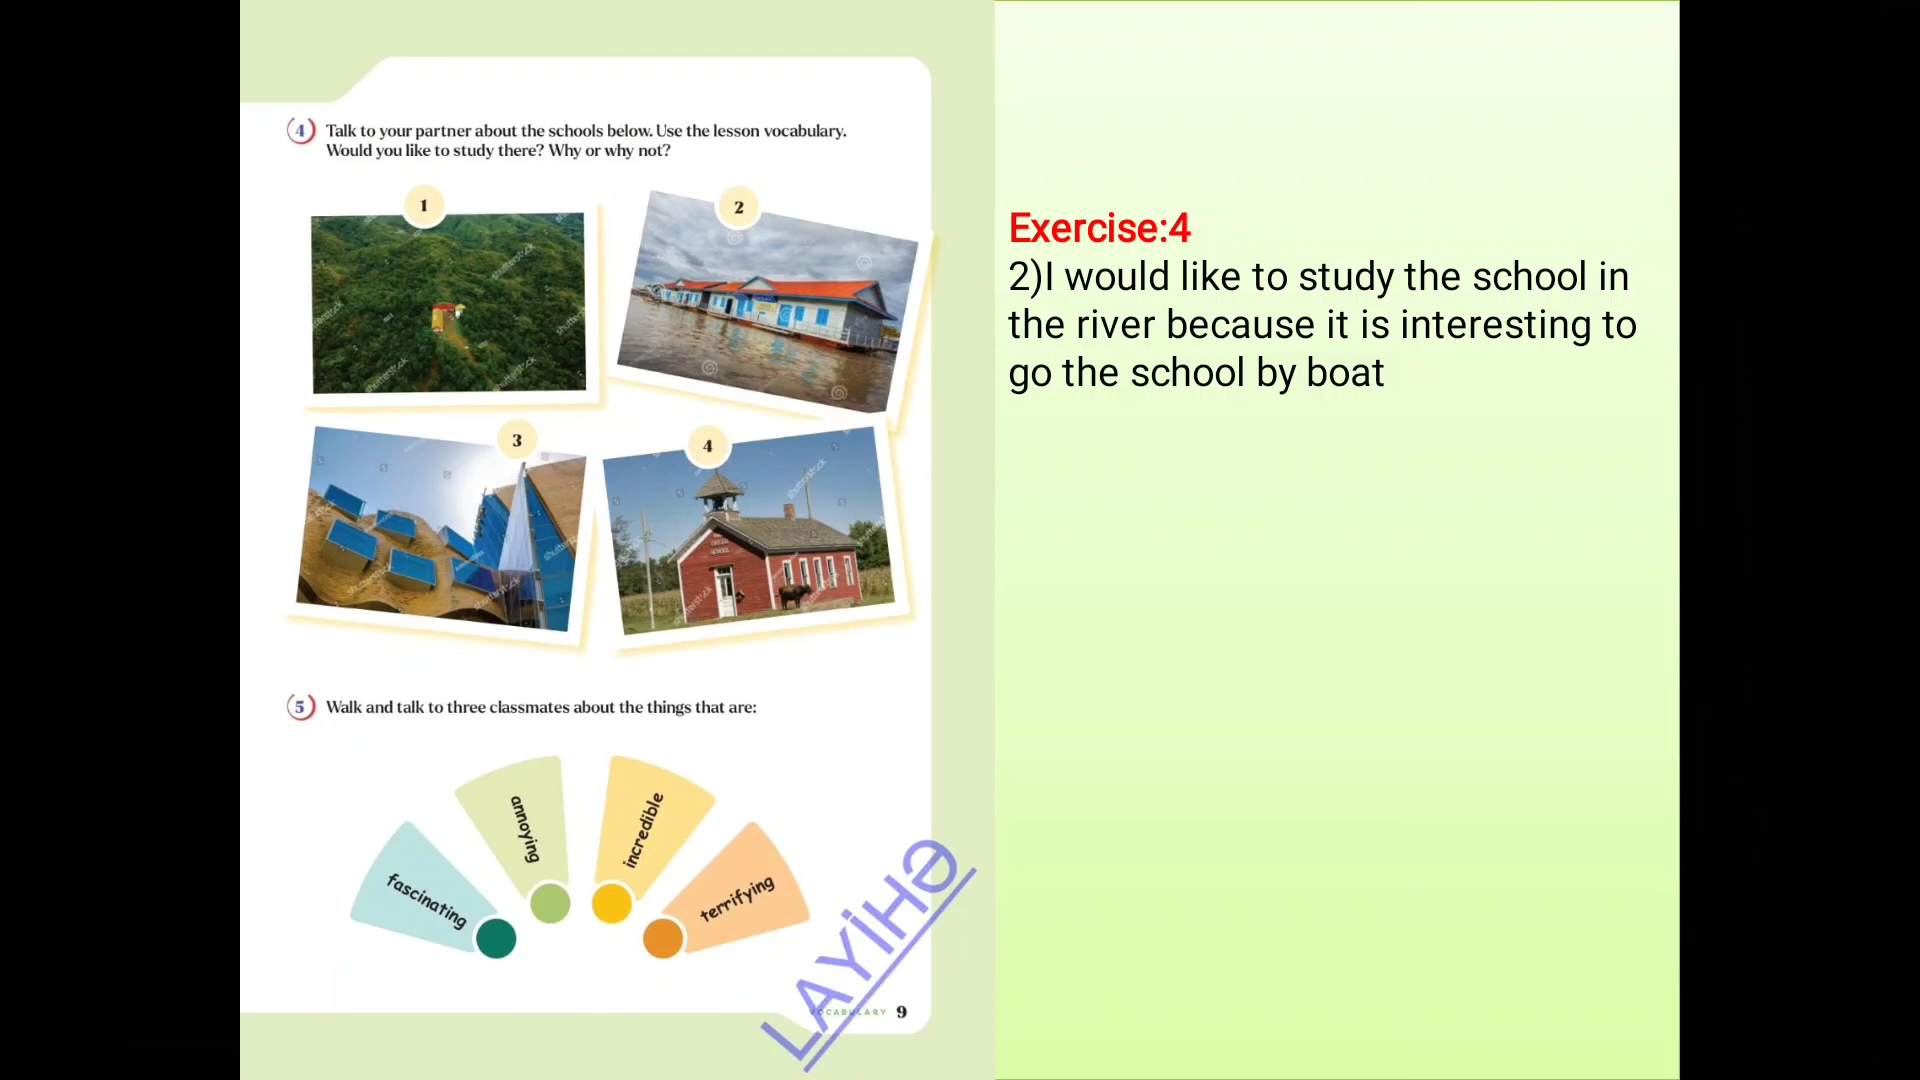 4 Talk to your partner about the schools below. Use the lesson vocabulary.
Would you like to study there? Why or why not?
1
2
3
4
5 Walk and talk to three classmates about the things that are:
fascinating
annoying
incredible
terrifying
LAYİHƏ
VOCABULARY 9
Exercise:4
2)I would like to study the school in
the river because it is interesting to
go the school by boat